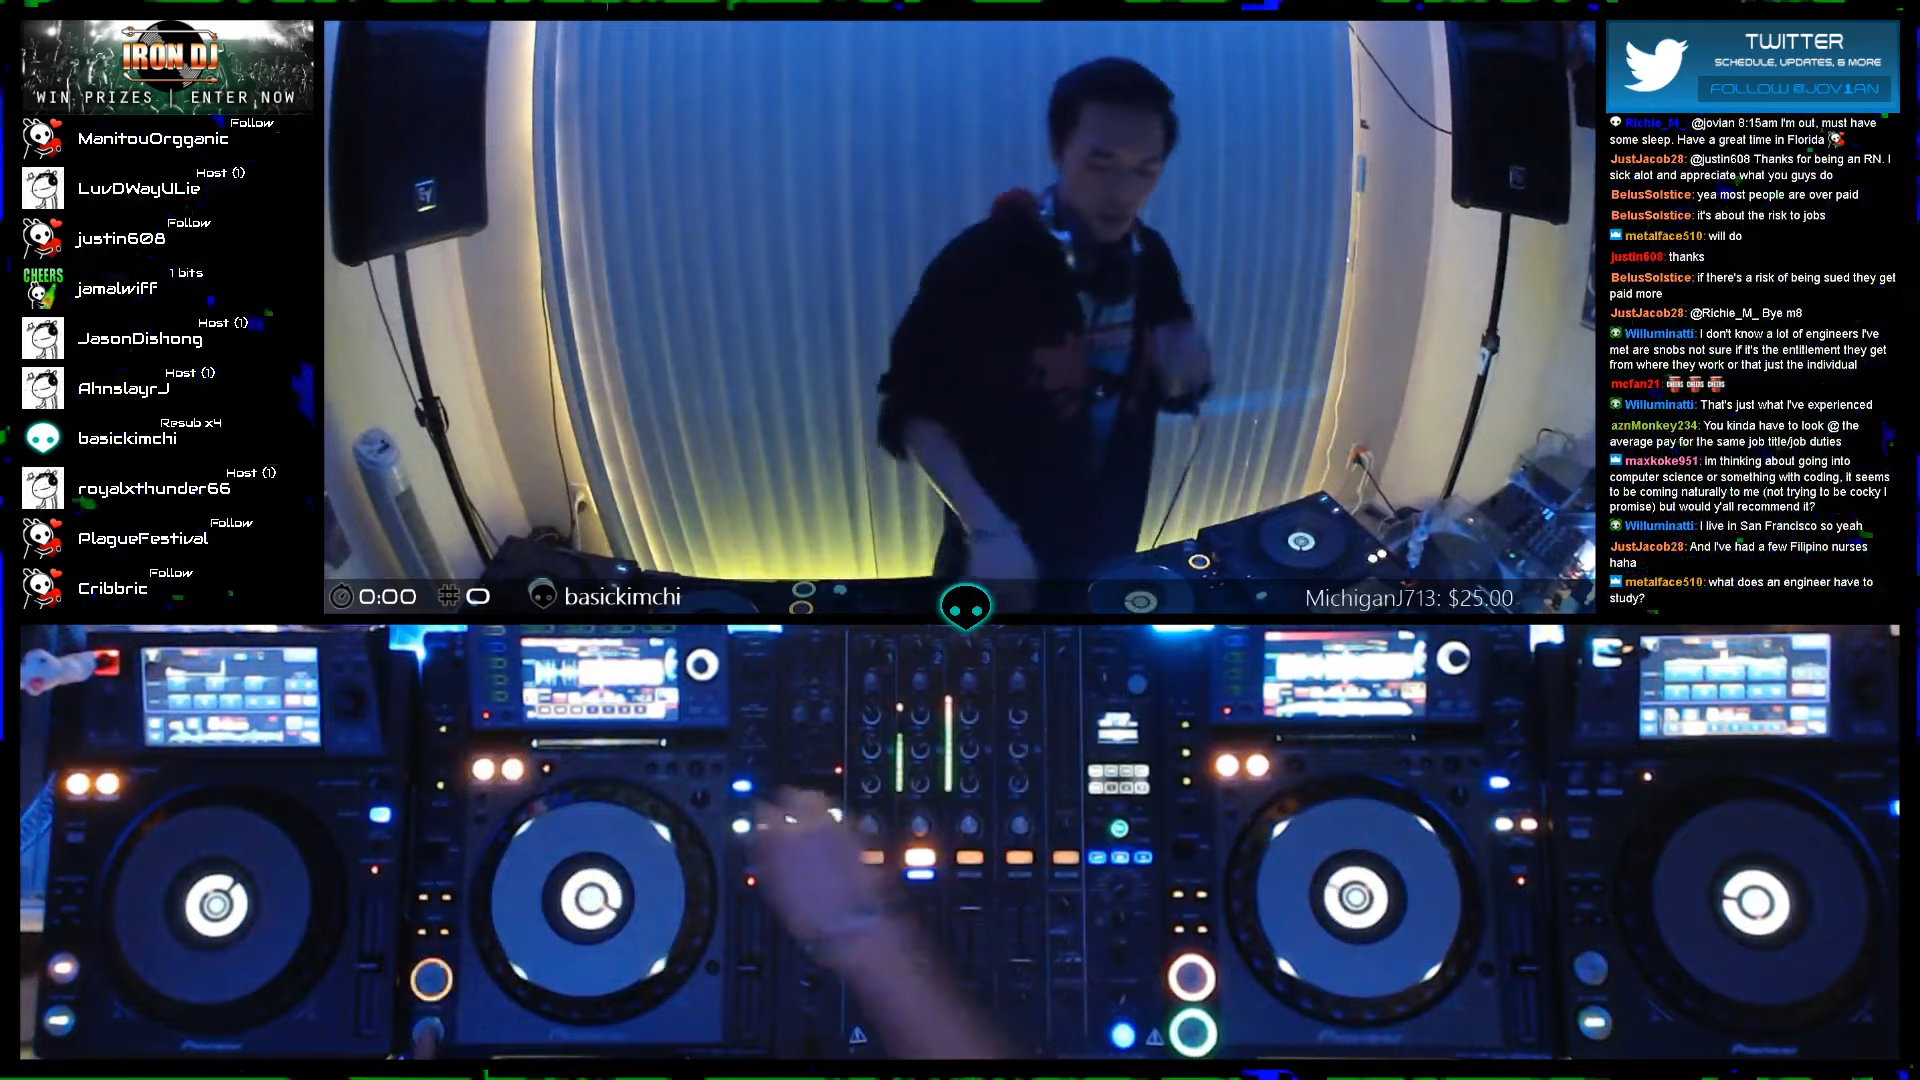 IRON DJ
WIN PRIZES | ENTER NOW
Follow
ManitouOrgganic
Host (1)
LuvDWayULie
Follow
justin608
CHEERS
1 bits
jamalwiff
Host (1)
JasonDishong
Host (1)
AhnslayrJ
Resub x4
basickimchi
Host (1)
royalxthunder66
Follow
PlagueFestival
Follow
Cribbric
0:00
0
basickimchi
MichiganJ713: $25.00
TWITTER
SCHEDULE, UPDATES, & MORE
FOLLOW @JOV1AN
Richie_M_ @jovian 8:15am I'm out, must have
some sleep. Have a great time in Florida
JustJacob28: @justin608 Thanks for being an RN. I
sick alot and appreciate what you guys do
BelusSolstice: yea most people are over paid
BelusSolstice: it's about the risk to jobs
metalface510: will do
justin608: thanks
BelusSolstice: if there's a risk of being sued they get
paid more
JustJacob28: @Richie_M_ Bye m8
Willuminatti: I don't know a lot of engineers I've
met are snobs not sure if it's the entitlement they get
from where they work or that just the individual
mcfan21:
Willuminatti: That's just what I've experienced
aznMonkey234: You kinda have to look @ the
average pay for the same job title/job duties
maxkoke951: im thinking about going into
computer science or something with coding, it seems
to be coming naturally to me (not trying to be cocky I
promise) but would y'all recommend it?
Willuminatti: I live in San Francisco so yeah
JustJacob28: And I've had a few Filipino nurses
haha
metalface510: what does an engineer have to
study?
1 2 3 4
Pioneer
Pioneer
Pioneer
Pioneer